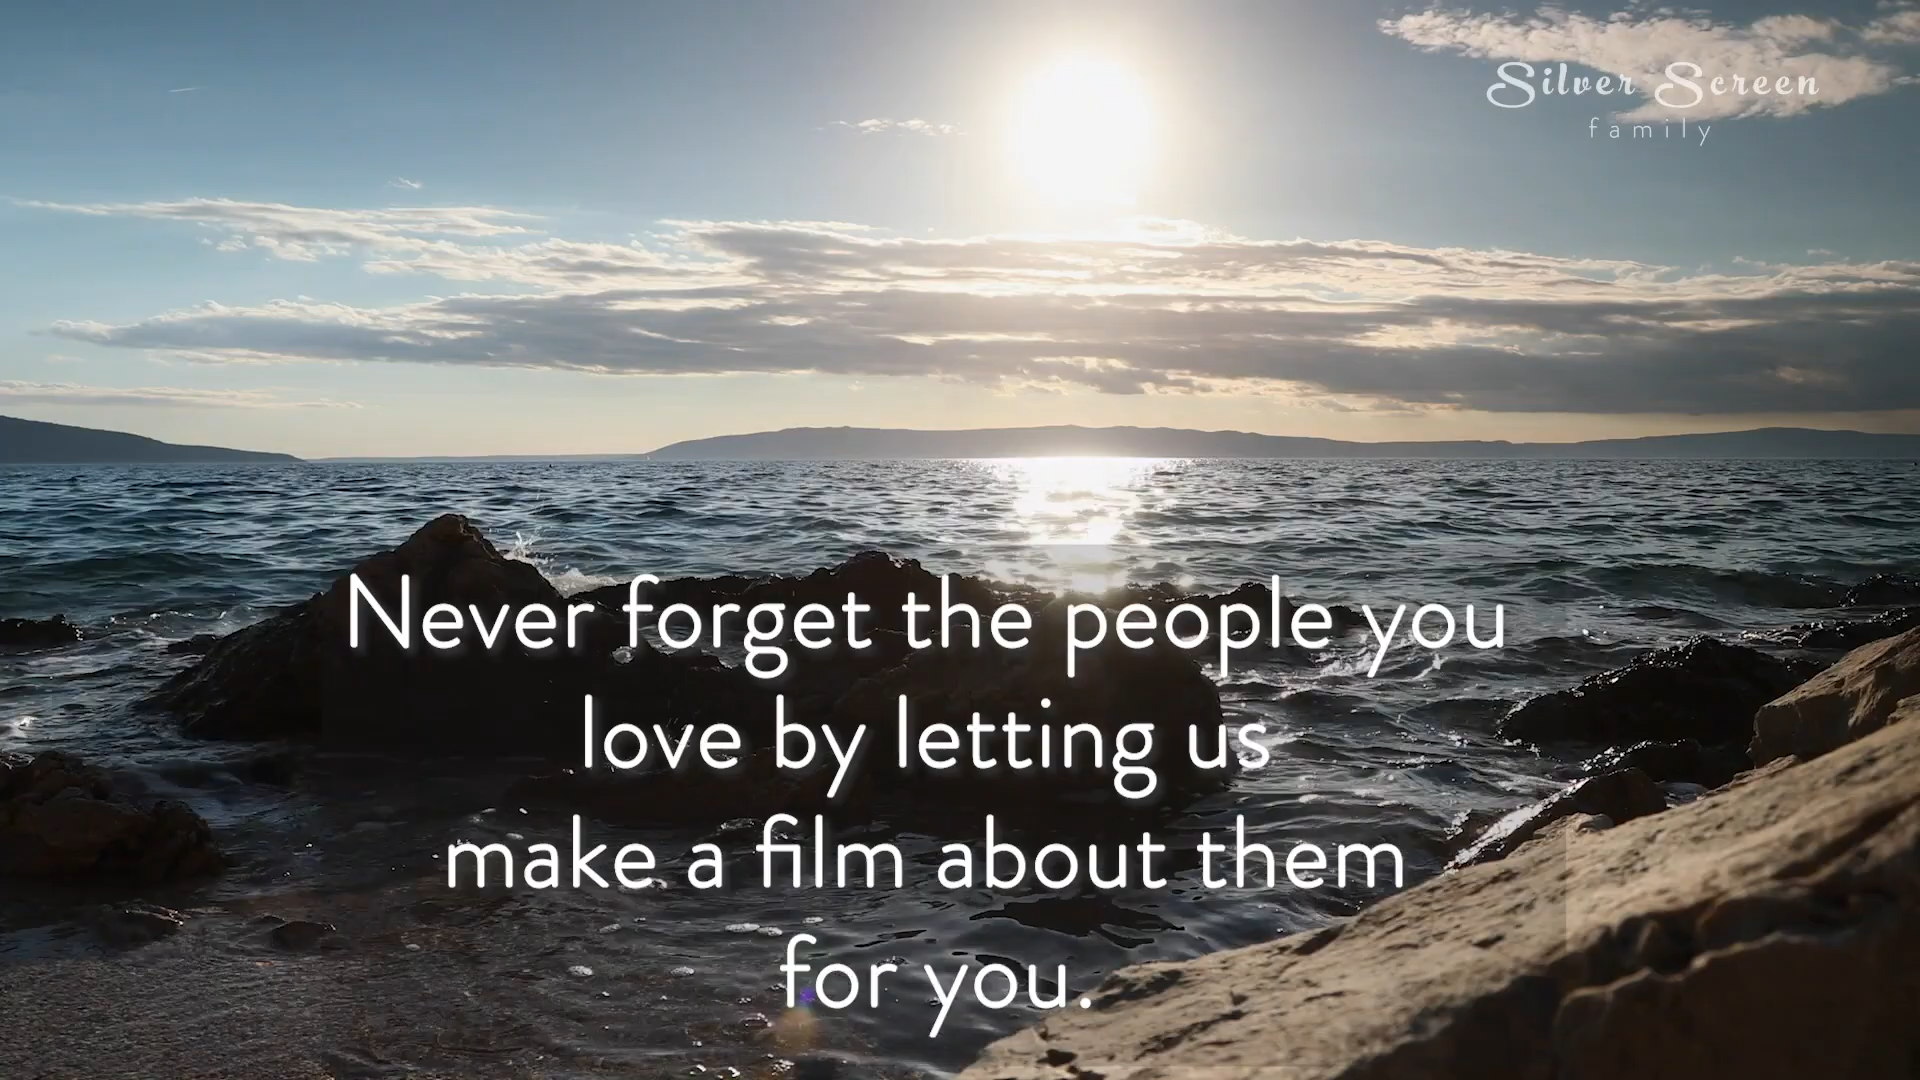 Silver Screen
family
Never forget the people you
love by letting us
make a film about them
for you.